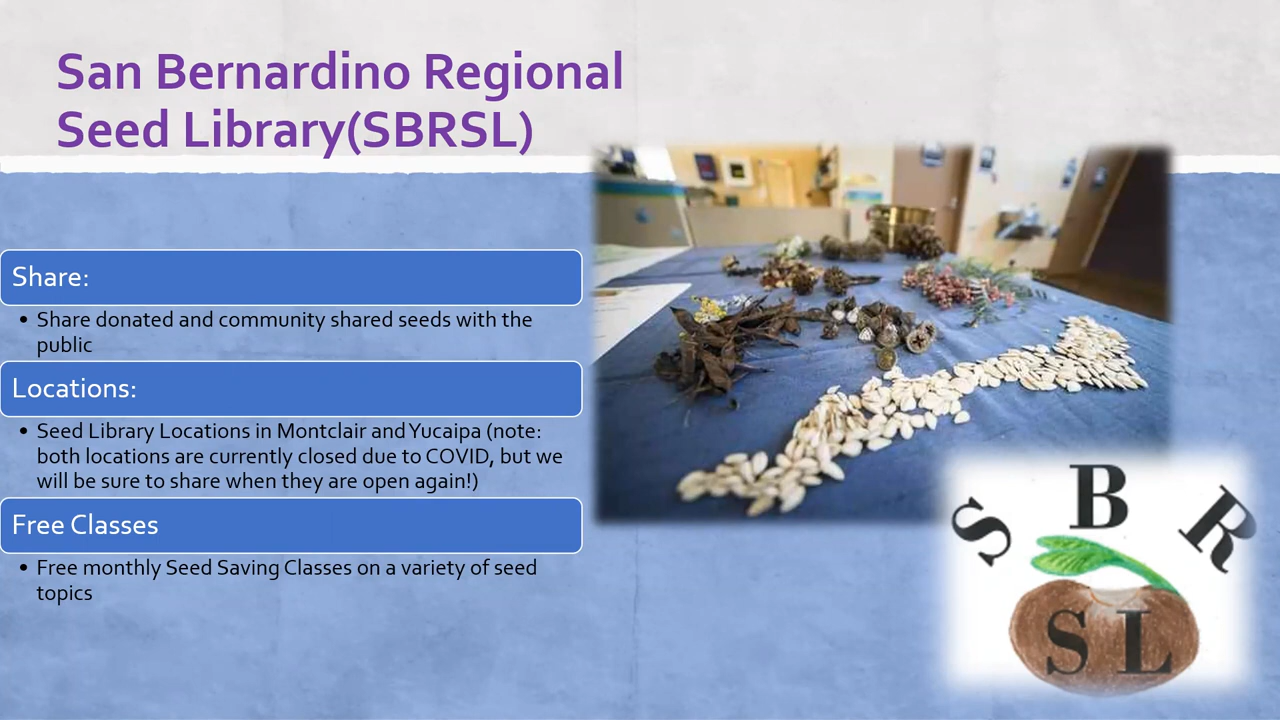 San Bernardino Regional
Seed Library(SBRSL)
Share:
• Share donated and community shared seeds with the
public
Locations:
• Seed Library Locations in Montclair and Yucaipa (note:
both locations are currently closed due to COVID, but we
will be sure to share when they are open again!)
Free Classes
• Free monthly Seed Saving Classes on a variety of seed
topics
S B R
S L